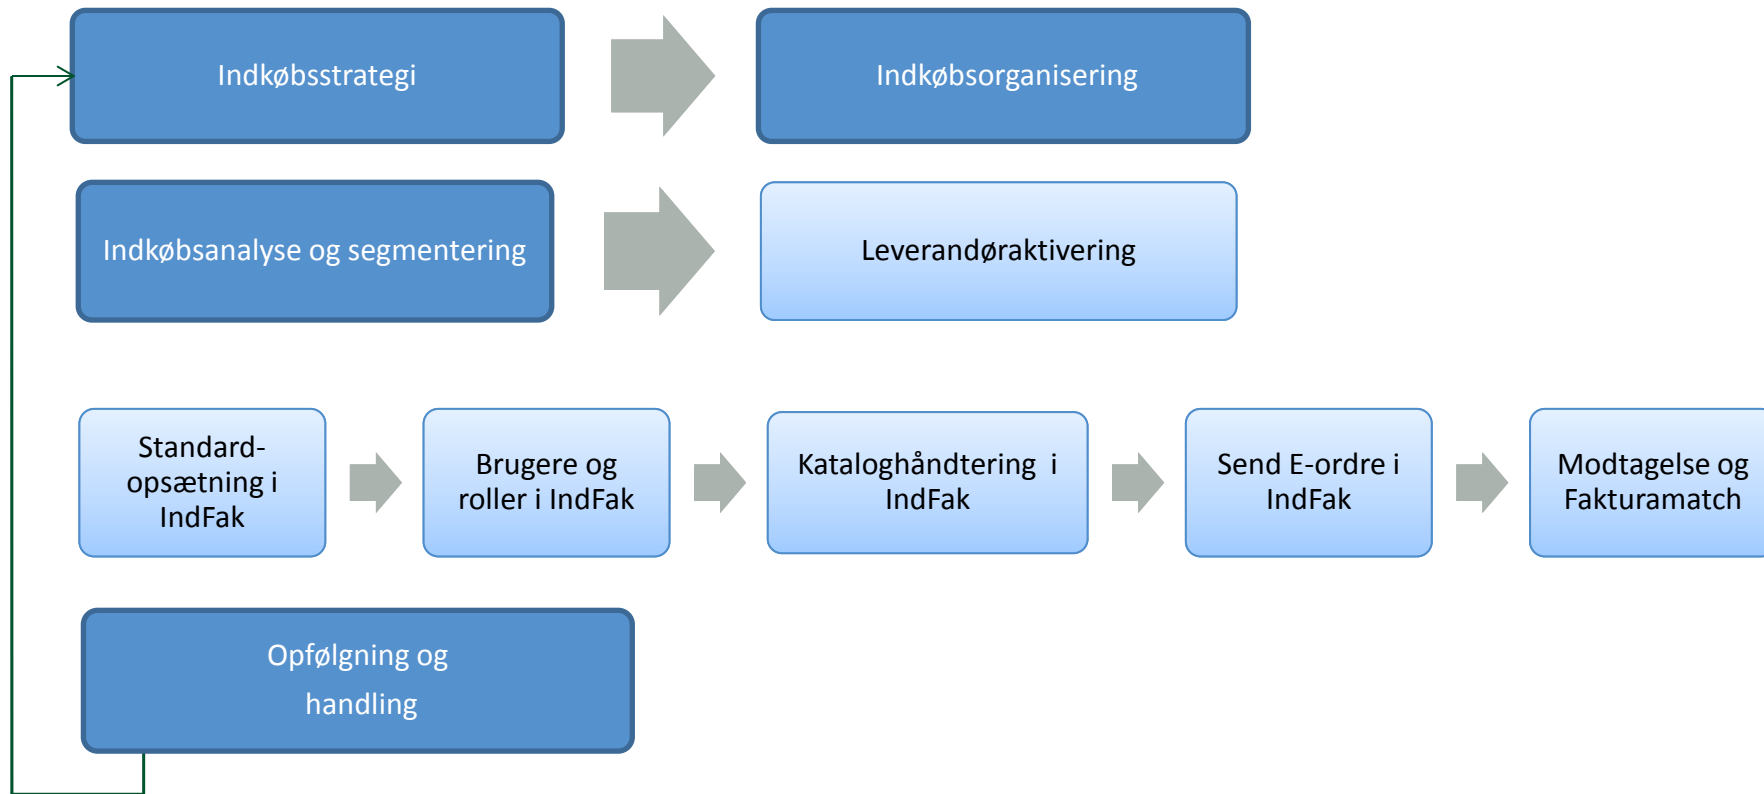 Indkøbsstrategi
Indkøbsorganisering
Indkøbsanalyse og segmentering
Leverandøraktivering
Standard-
opsætning i
IndFak
Brugere og
roller i IndFak
Kataloghåndtering i
IndFak
Send E-ordre i
IndFak
Modtagelse og
Fakturamatch
Opfølgning og
handling